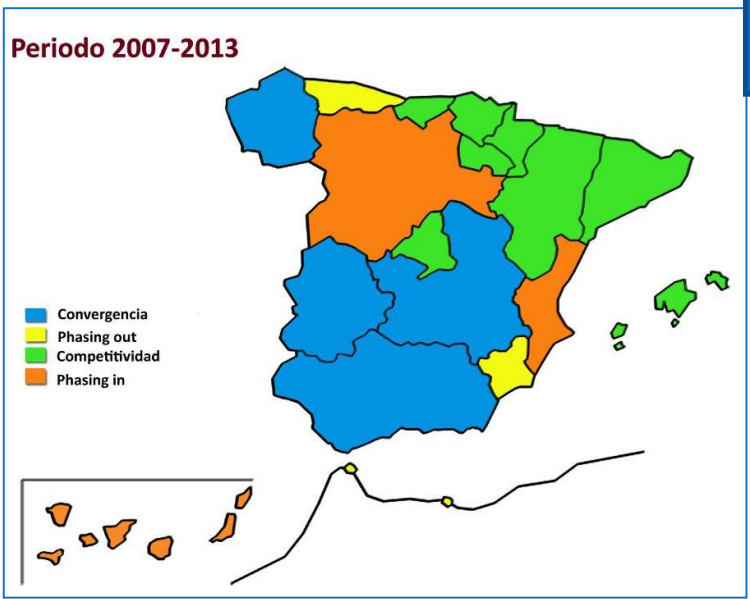 Periodo 2007-2013
Convergencia
Phasing out
Competitividad
Phasing in